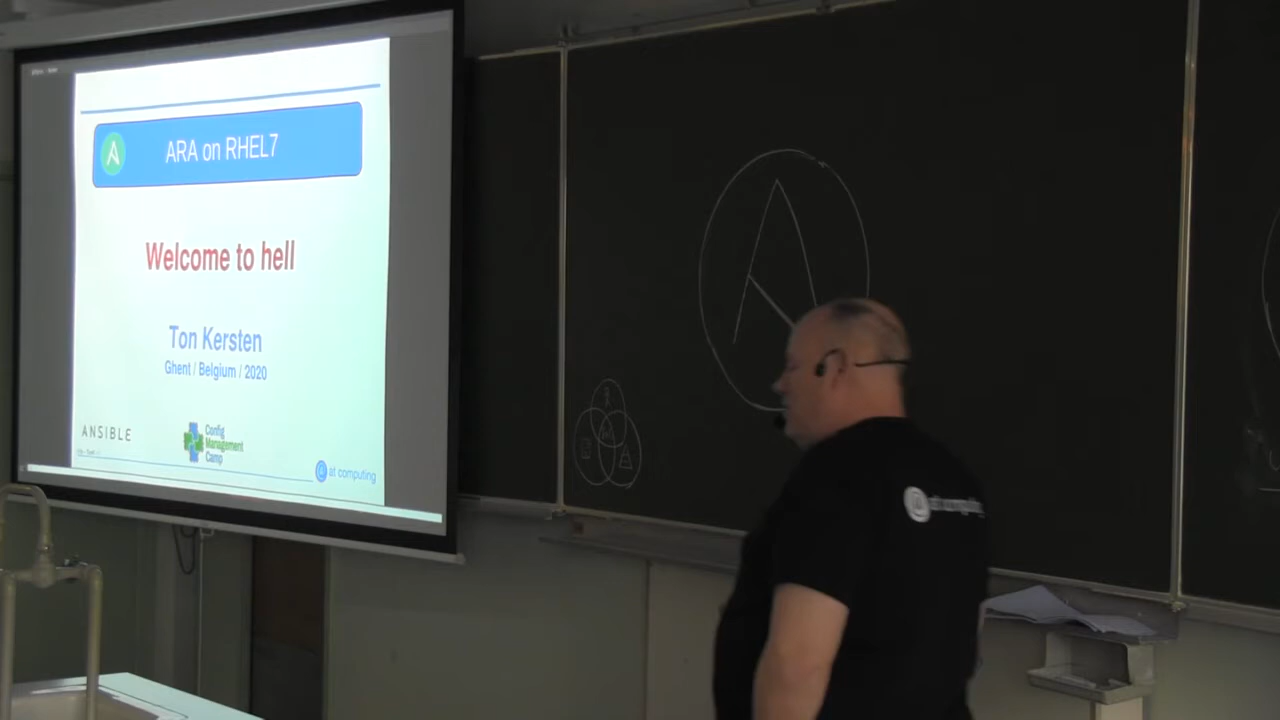 ARA on RHEL7
Welcome to hell
Ton Kersten
Ghent / Belgium / 2020
ANSIBLE
Config
Management
Camp
@ at computing